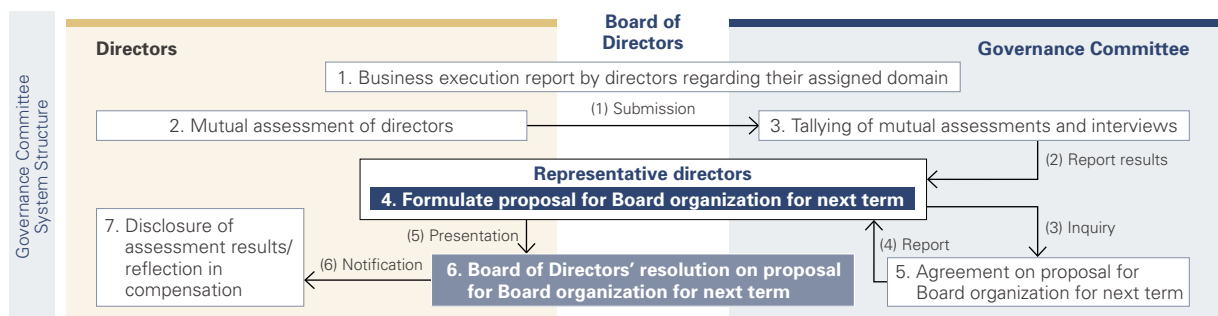 Governance Committee
System Structure
Board of
Directors
Directors
Governance Committee
1. Business execution report by directors regarding their assigned domain
2. Mutual assessment of directors
(1) Submission
3. Tallying of mutual assessments and interviews
(2) Report results
Representative directors
4. Formulate proposal for Board organization for next term
(3) Inquiry
(4) Report
5. Agreement on proposal for
Board organization for next term
(5) Presentation
6. Board of Directors’ resolution on proposal
for Board organization for next term
(6) Notification
7. Disclosure of
assessment results/
reflection in
compensation